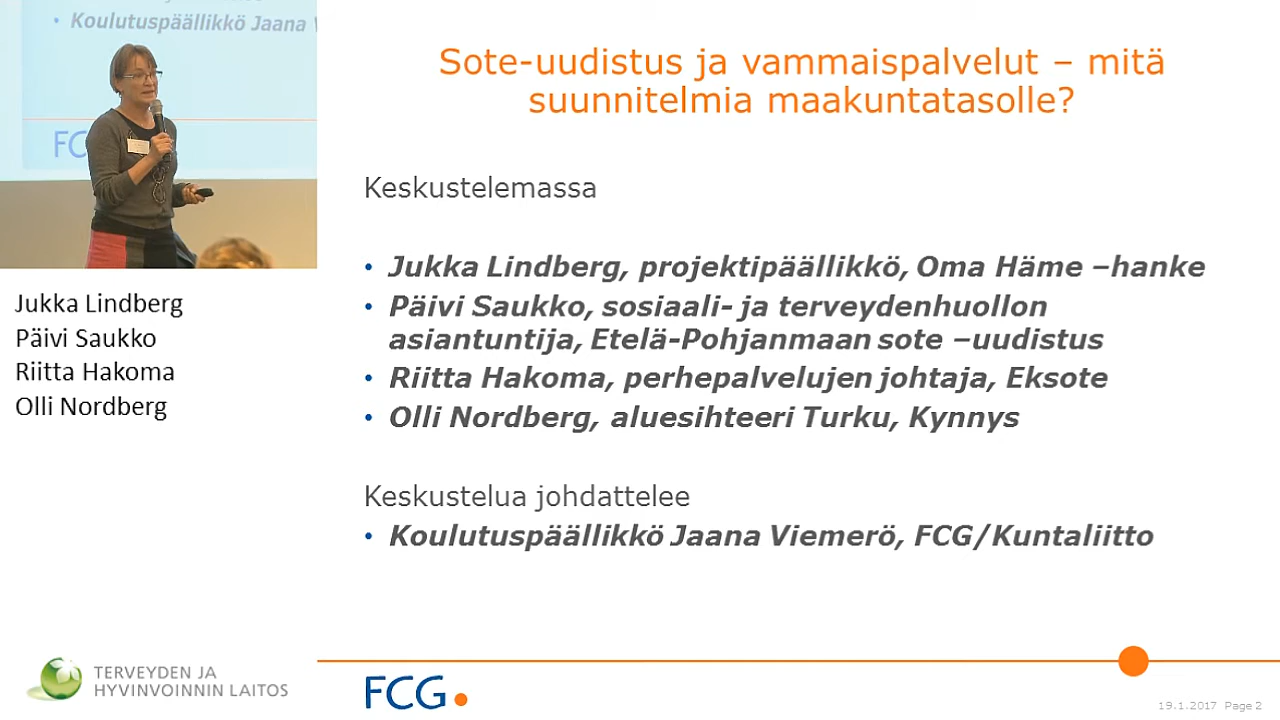 Koulutuspäällikkö Jaana V
FC
Jukka Lindberg
Päivi Saukko
Riitta Hakoma
Olli Nordberg
Sote-uudistus ja vammaispalvelut – mitä
suunnitelmia maakuntatasolle?
Keskustelemassa
• Jukka Lindberg, projektipäällikkö, Oma Häme –hanke
• Päivi Saukko, sosiaali- ja terveydenhuollon
asiantuntija, Etelä-Pohjanmaan sote –uudistus
• Riitta Hakoma, perhepalvelujen johtaja, Eksote
• Olli Nordberg, aluesihteeri Turku, Kynnys
Keskustelua johdattelee
• Koulutuspäällikkö Jaana Viemerö, FCG/Kuntaliitto
TERVEYDEN JA
HYVINVOINNIN LAITOS
FCG
19.1.2017 Page 2